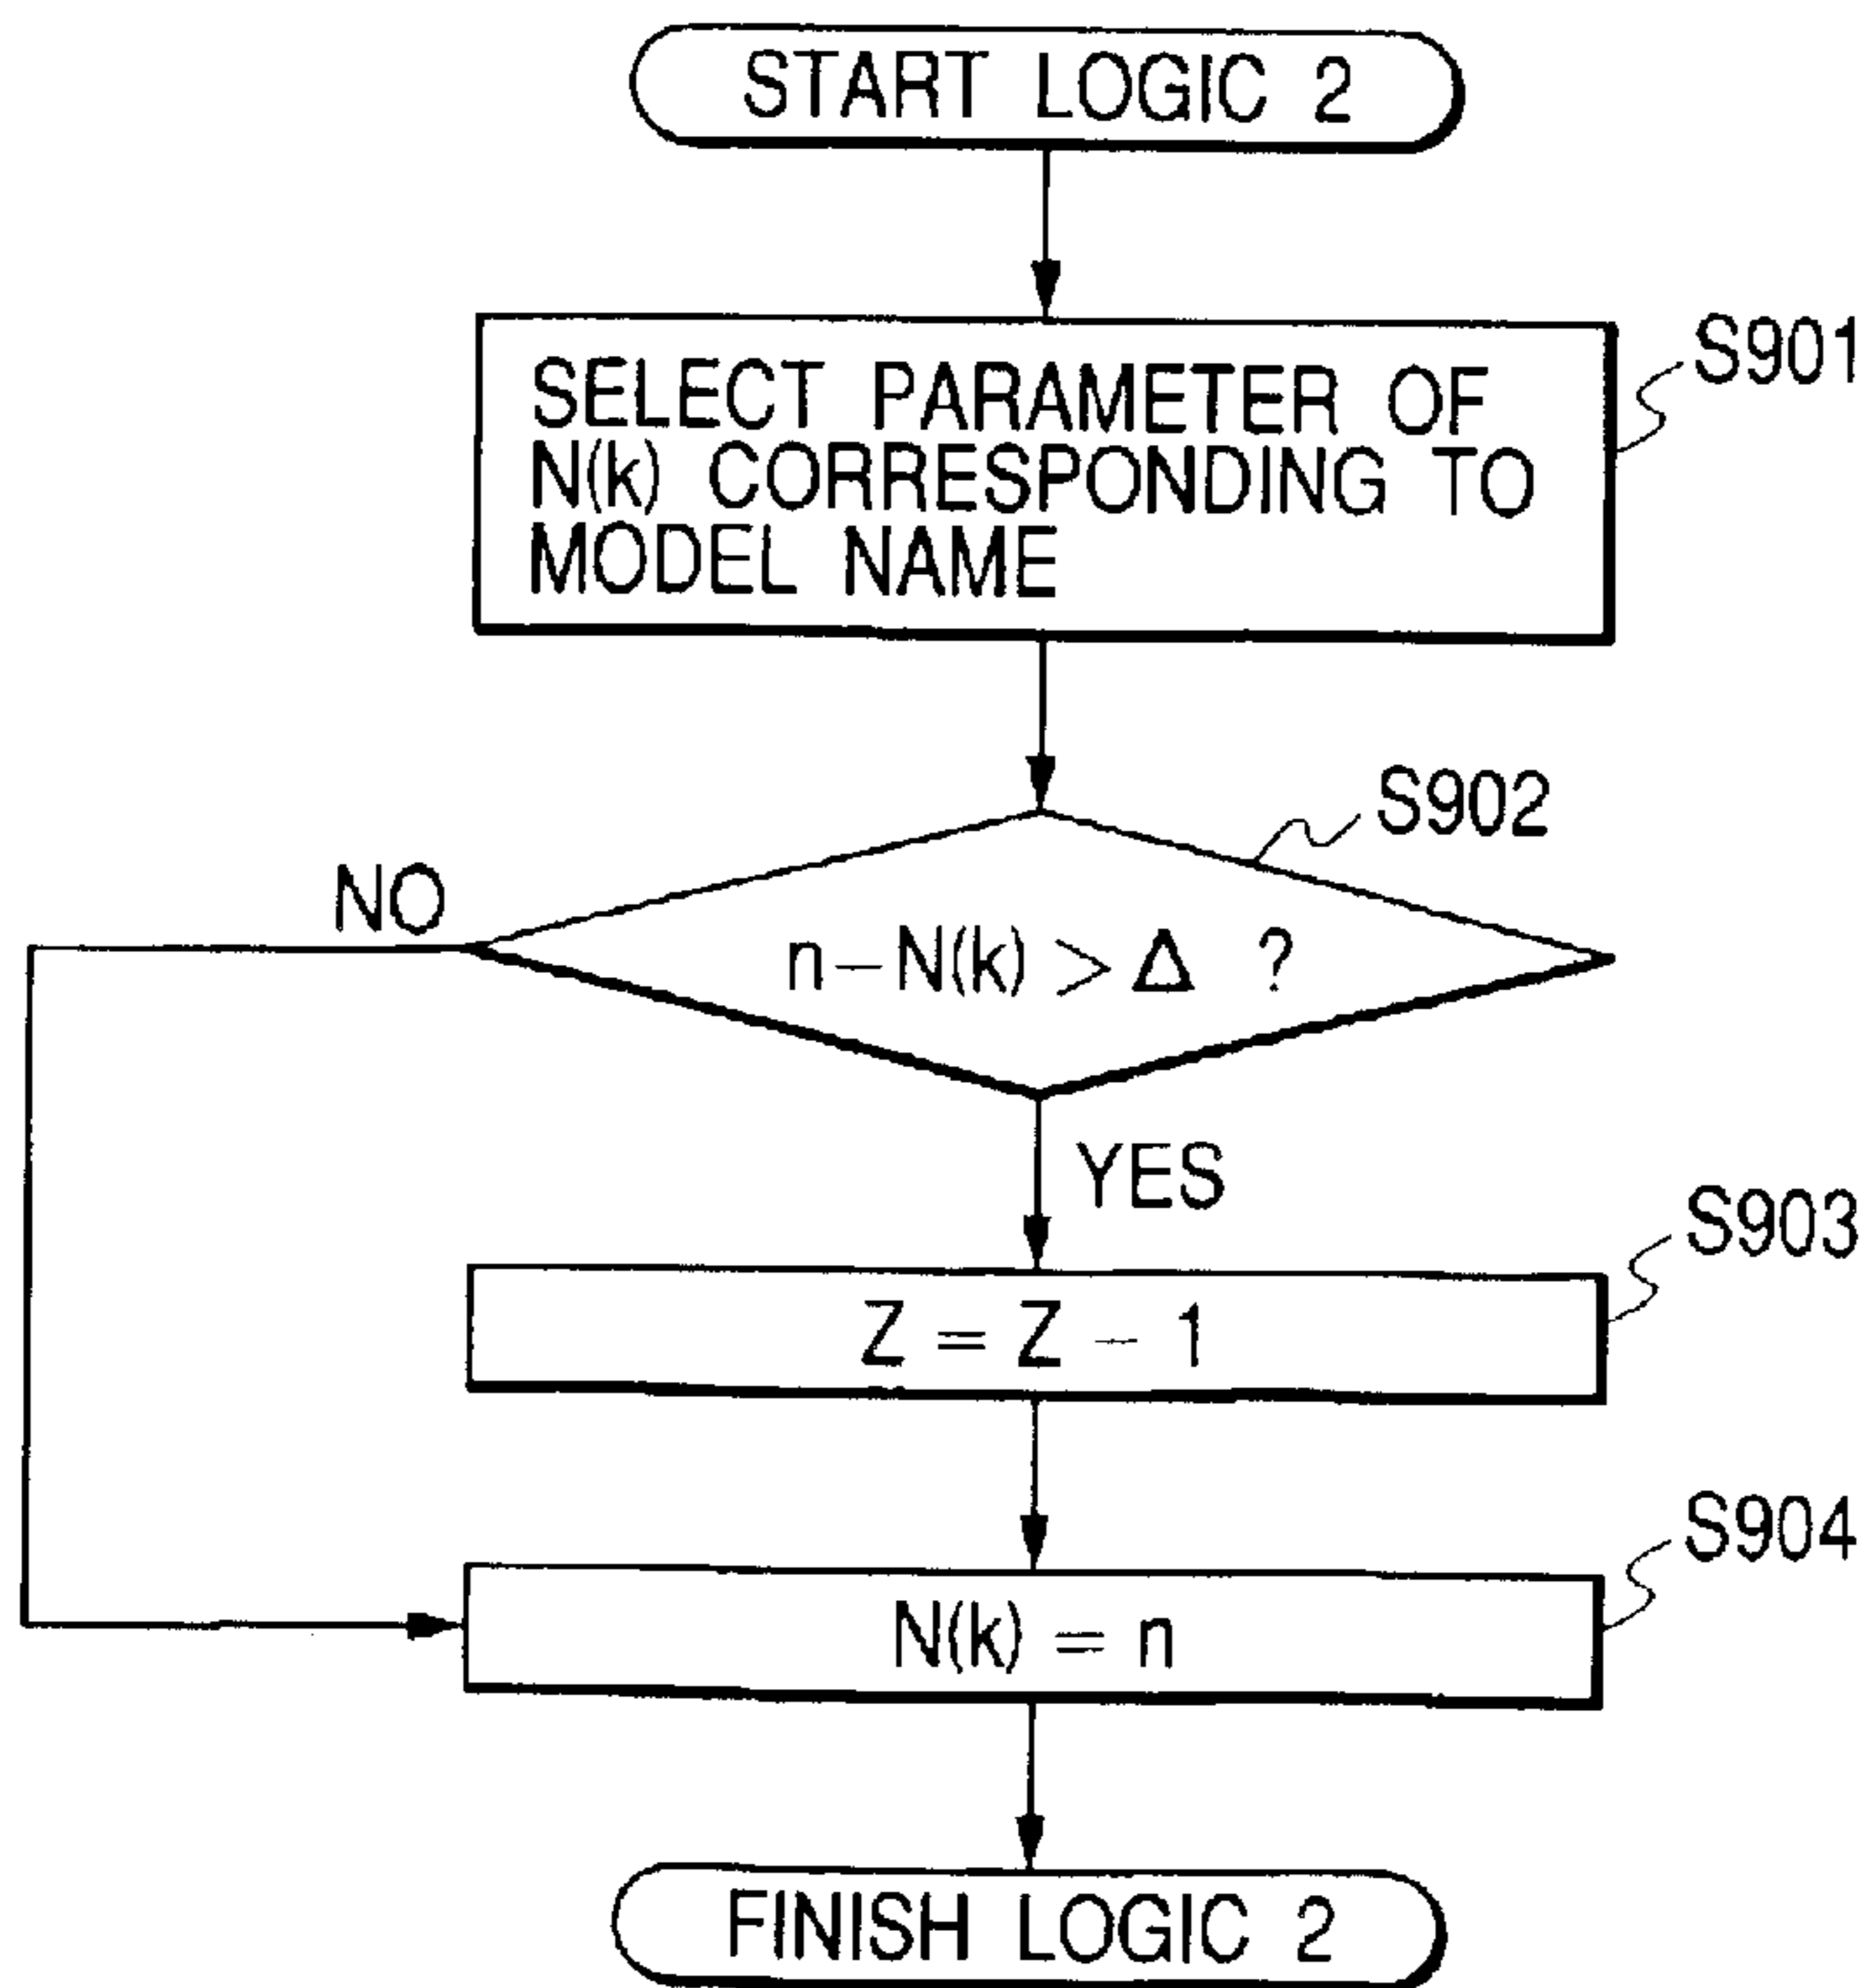 START LOGIC 2
SELECT PARAMETER OF
N(k) CORRESPONDING TO
MODEL NAME
S901
S902
n-N(k) > Δ ?
NO
YES
Z = Z - 1
S903
N(k) = n
S904
FINISH LOGIC 2